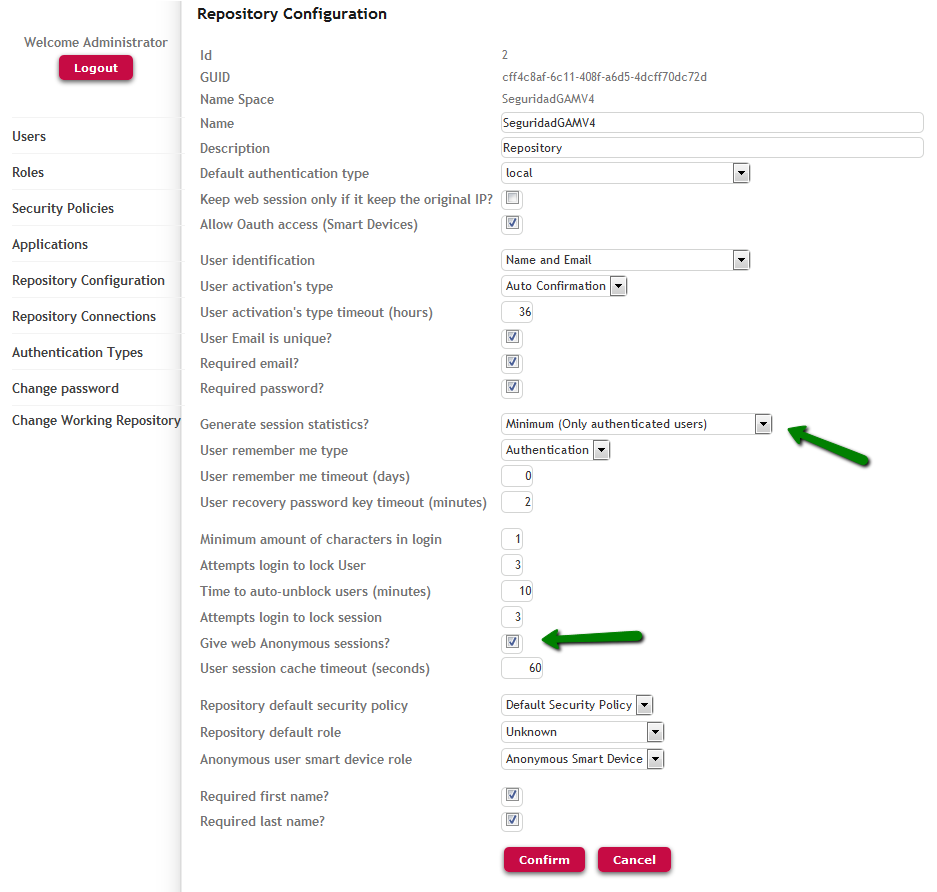 Welcome Administrator
Logout
Users
Roles
Security Policies
Applications
Repository Configuration
Repository Connections
Authentication Types
Change password
Change Working Repository
Repository Configuration
Id 2
GUID cff4c8af-6c11-408f-a6d5-4dcff70dc72d
Name Space SeguridadGAMV4
Name SeguridadGAMV4
Description Repository
Default authentication type local
Keep web session only if it keep the original IP?
Allow Oauth access (Smart Devices)
User identification Name and Email
User activation's type Auto Confirmation
User activation's type timeout (hours) 36
User Email is unique?
Required email?
Required password?
Generate session statistics? Minimum (Only authenticated users)
User remember me type Authentication
User remember me timeout (days) 0
User recovery password key timeout (minutes) 2
Minimum amount of characters in login 1
Attempts login to lock User 3
Time to auto-unblock users (minutes) 10
Attempts login to lock session 3
Give web Anonymous sessions?
User session cache timeout (seconds) 60
Repository default security policy Default Security Policy
Repository default role Unknown
Anonymous user smart device role Anonymous Smart Device
Required first name?
Required last name?
Confirm Cancel